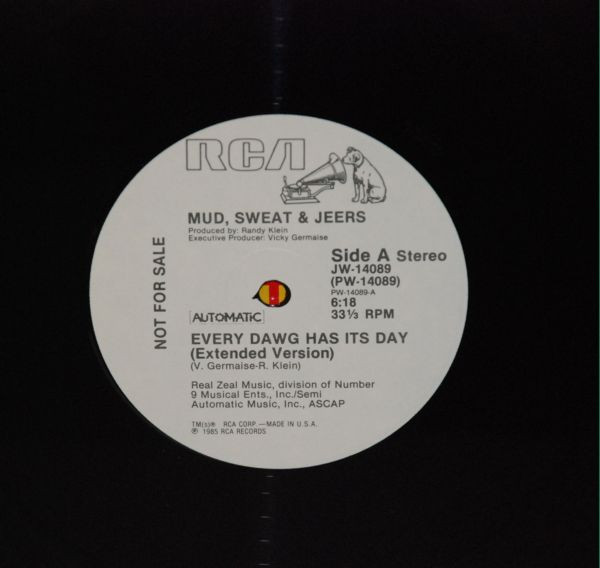 RCA
MUD, SWEAT & JEERS
Produced by: Randy Klein
Executive Producer: Vicky Germaise
NOT FOR SALE
Side A Stereo
JW-14089
(PW-14089)
PW-14089-A
6:18
33⅓ RPM
AUTOMATIC
EVERY DAWG HAS ITS DAY
(Extended Version)
(V. Germaise-R. Klein)
Real Zeal Music, division of Number
9 Musical Ents., Inc./Semi
Automatic Music, Inc., ASCAP
TM(s)® RCA CORP.—MADE IN U.S.A.
℗ 1985 RCA RECORDS